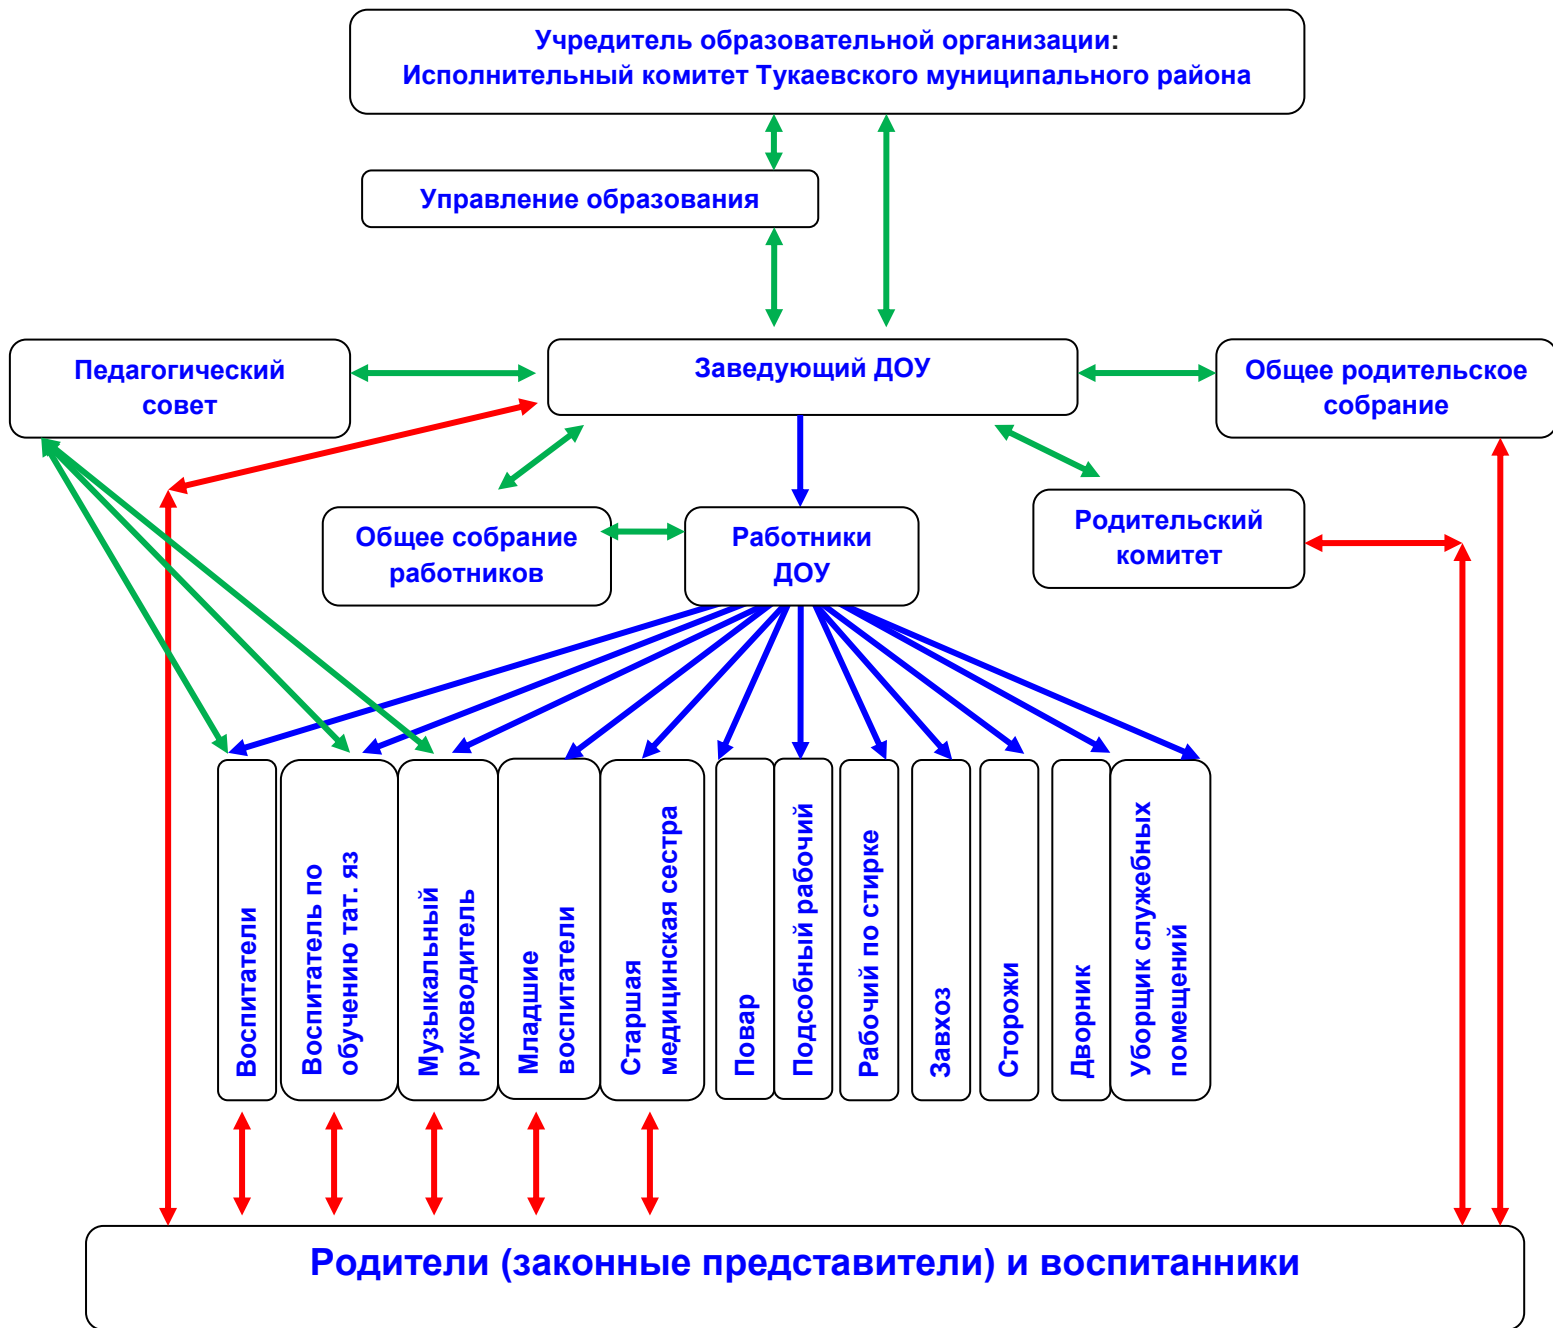 Учредитель образовательной организации:
Исполнительный комитет Тукаевского муниципального района
Управление образования
Педагогический
совет
Заведующий ДОУ
Общее родительское
собрание
Общее собрание
работников
Работники
ДОУ
Родительский
комитет
Воспитатели
Воспитатель по
обучению тат. яз
Музыкальный
руководитель
Младшие
воспитатели
Старшая
медицинская сестра
Повар
Подсобный рабочий
Рабочий по стирке
Завхоз
Сторожи
Дворник
Уборщик служебных
помещений
Родители (законные представители) и воспитанники